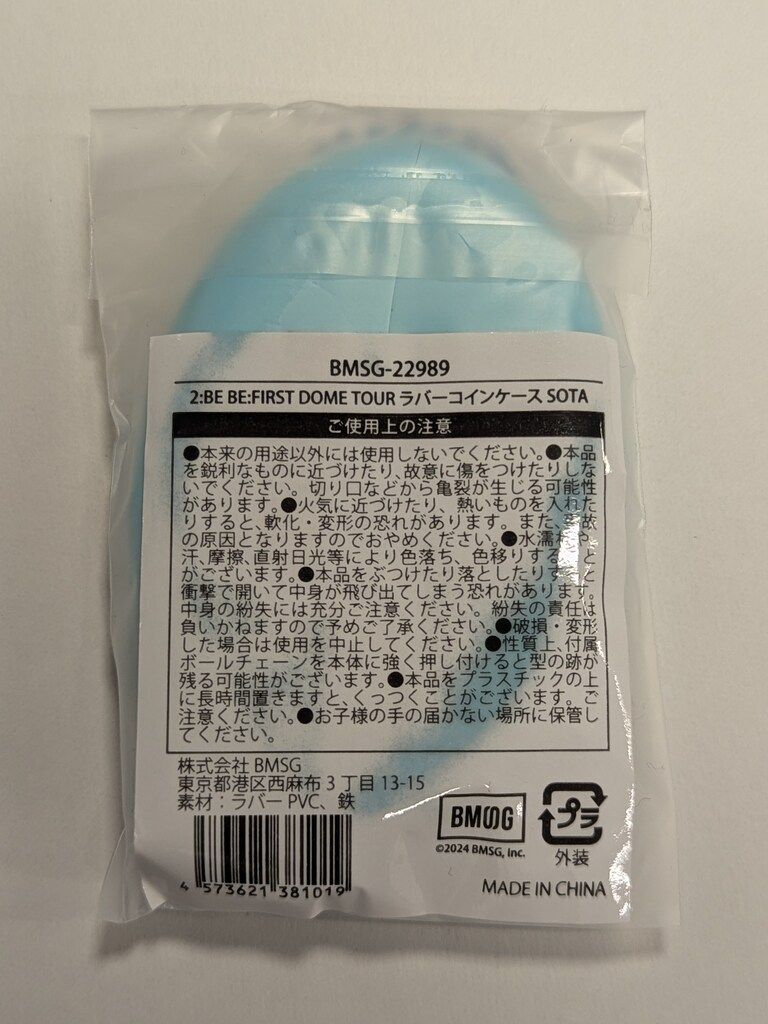 BMSG-22989
2:BE BE:FIRST DOME TOUR ラバーコインケース SOTA
ご使用上の注意
●本来の用途以外には使用しないでください。●本品
を鋭利なものに近づけたり、故意に傷をつけたりしな
いでください。切り口などから亀裂が生じる可能性
があります。●火気に近づけたり、熱いものを入れた
りすると、軟化・変形の恐れがあります。また、事故
の原因となりますのでおやめください。●水濡れや、
汗、摩擦、直射日光等により色落ち、色移りすること
がございます。●本品をぶつけたり落としたりすると
衝撃で開いて中身が飛び出てしまう恐れがあります。
中身の紛失には充分ご注意ください。紛失の責任は
負いかねますので予めご了承ください。●破損・変形
した場合は使用を中止してください。●性質上、付属
ボールチェーンを本体に強く押し付けると型の跡が
残る可能性がございます。●本品をプラスチックの上
に長時間置きますと、くっつくことがございます。ご
注意ください。●お子様の手の届かない場所に保管し
てください。
株式会社 BMSG
東京都港区西麻布 3 丁目 13-15
素材：ラバー PVC、鉄
4 573621 381019
BMSG
©2024 BMSG, Inc.
プラ
外装
MADE IN CHINA